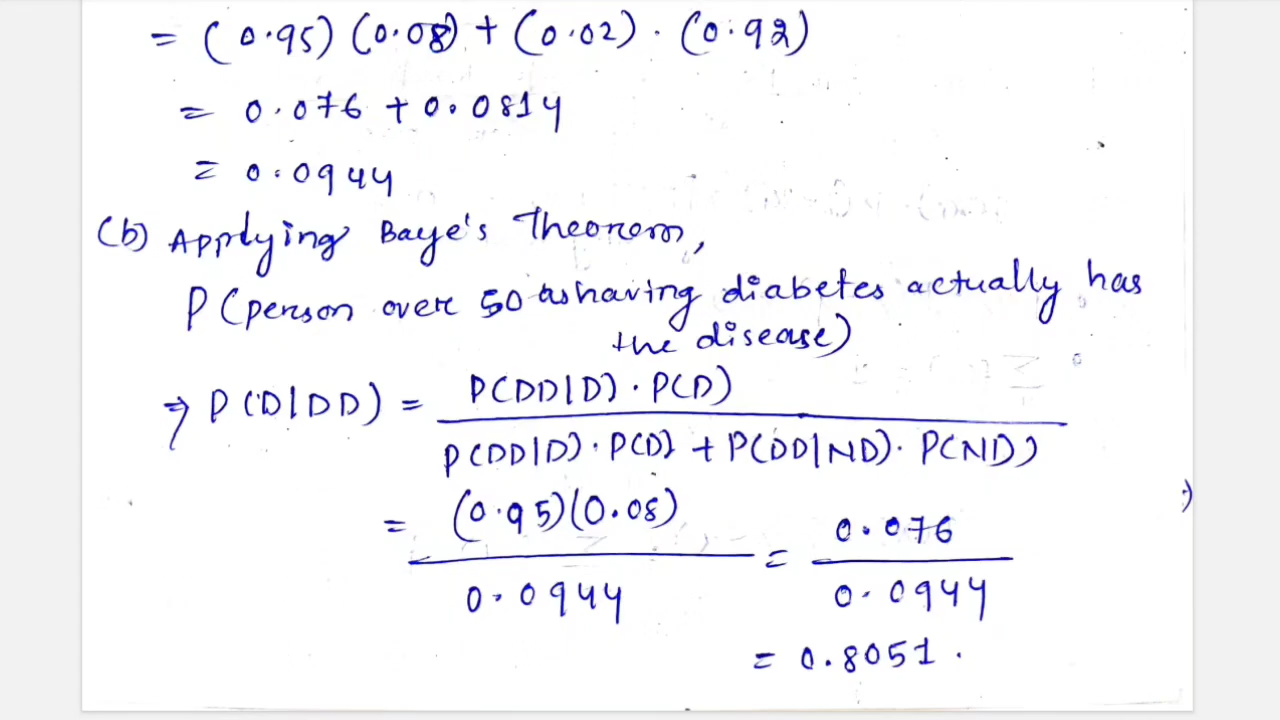 = (0.95) (0.08) + (0.02) . (0.92)
= 0.076 + 0.0814
= 0.0944
(b) Applying Baye's Theorem,
P (person over 50 as having diabetes actually has
the disease)
⇒ P (D|DD) = P(DD|D) . P(D)
P(DD|D) . P(D) + P(DD|ND) . P(ND)
= (0.95)(0.08) = 0.076
0.0944 0.0944
= 0.8051 .